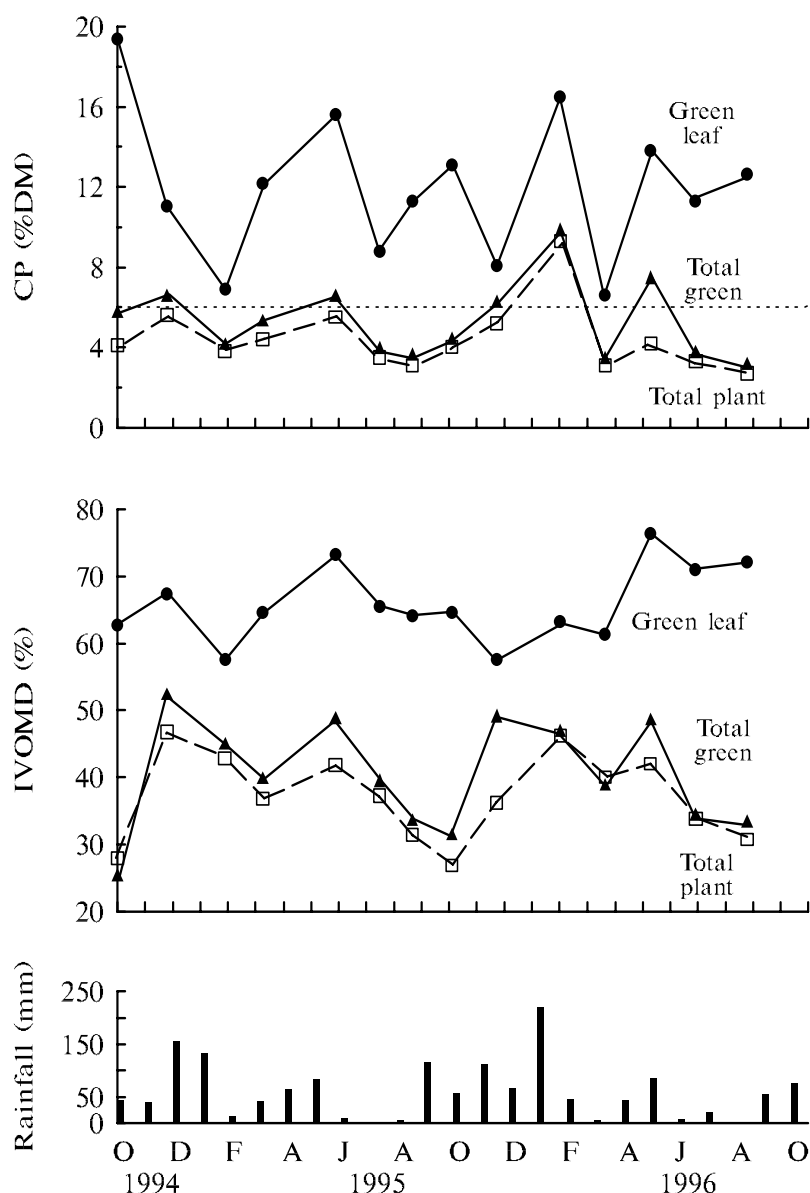 CP (%DM)
20
16
12
8
4
0
Green
leaf
Total
green
Total plant
IVOMD (%)
80
70
60
50
40
30
20
Green leaf
Total
green
Total
plant
Rainfall (mm)
250
150
50
0
O D F A J A O D F A J A O
1994 1995 1996